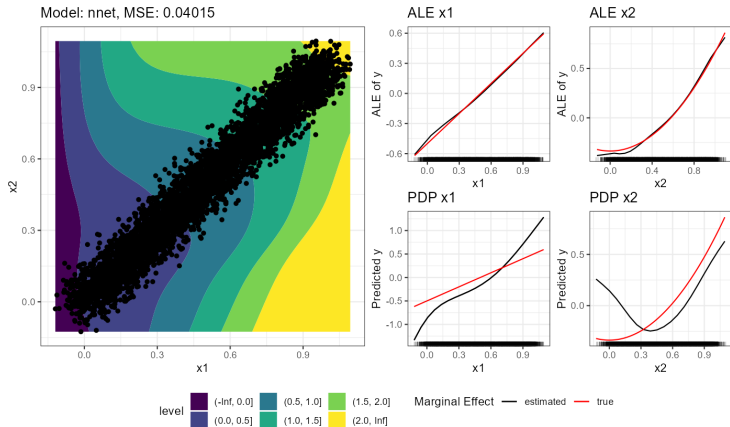 Model: nnet, MSE: 0.04015
x2
0.9
0.6
0.3
0.0
0.0 0.3 0.6 0.9
x1
ALE x1
ALE of y
0.6
0.3
0.0
-0.3
-0.6
0.0 0.3 0.6 0.9
x1
ALE x2
ALE of y
0.5
0.0
0.0 0.4 0.8
x2
PDP x1
Predicted y
1.0
0.5
0.0
-0.5
-1.0
0.0 0.3 0.6 0.9
x1
PDP x2
Predicted y
0.5
0.0
0.0 0.3 0.6 0.9
x2
level
(-Inf, 0.0] (0.5, 1.0] (1.5, 2.0]
(0.0, 0.5] (1.0, 1.5] (2.0, Inf]
Marginal Effect estimated true